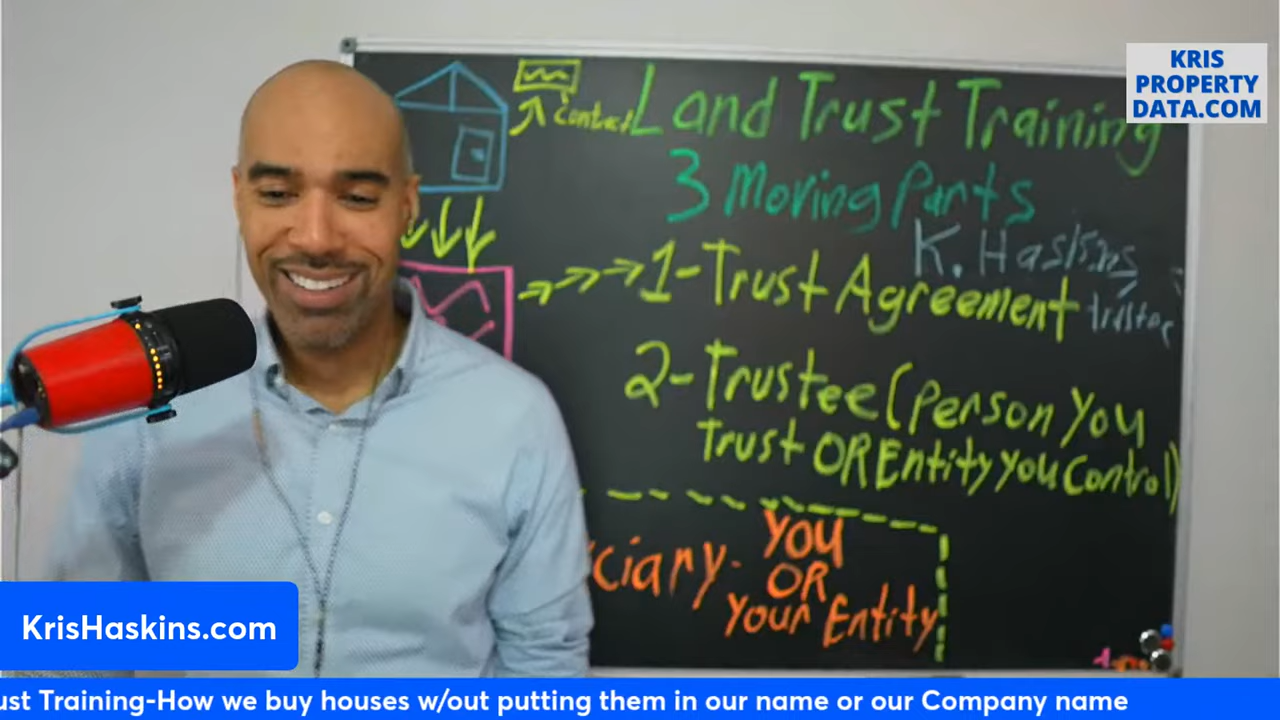 KRIS
PROPERTY
DATA.COM
Contract
Land Trust Training
3 Moving Parts
K. Haskins
trustee
1-Trust Agreement
2-Trustee (Person You
Trust OR Entity You Control)
ciary-
YOU
OR
Your Entity
KrisHaskins.com
ust Training-How we buy houses w/out putting them in our name or our Company name